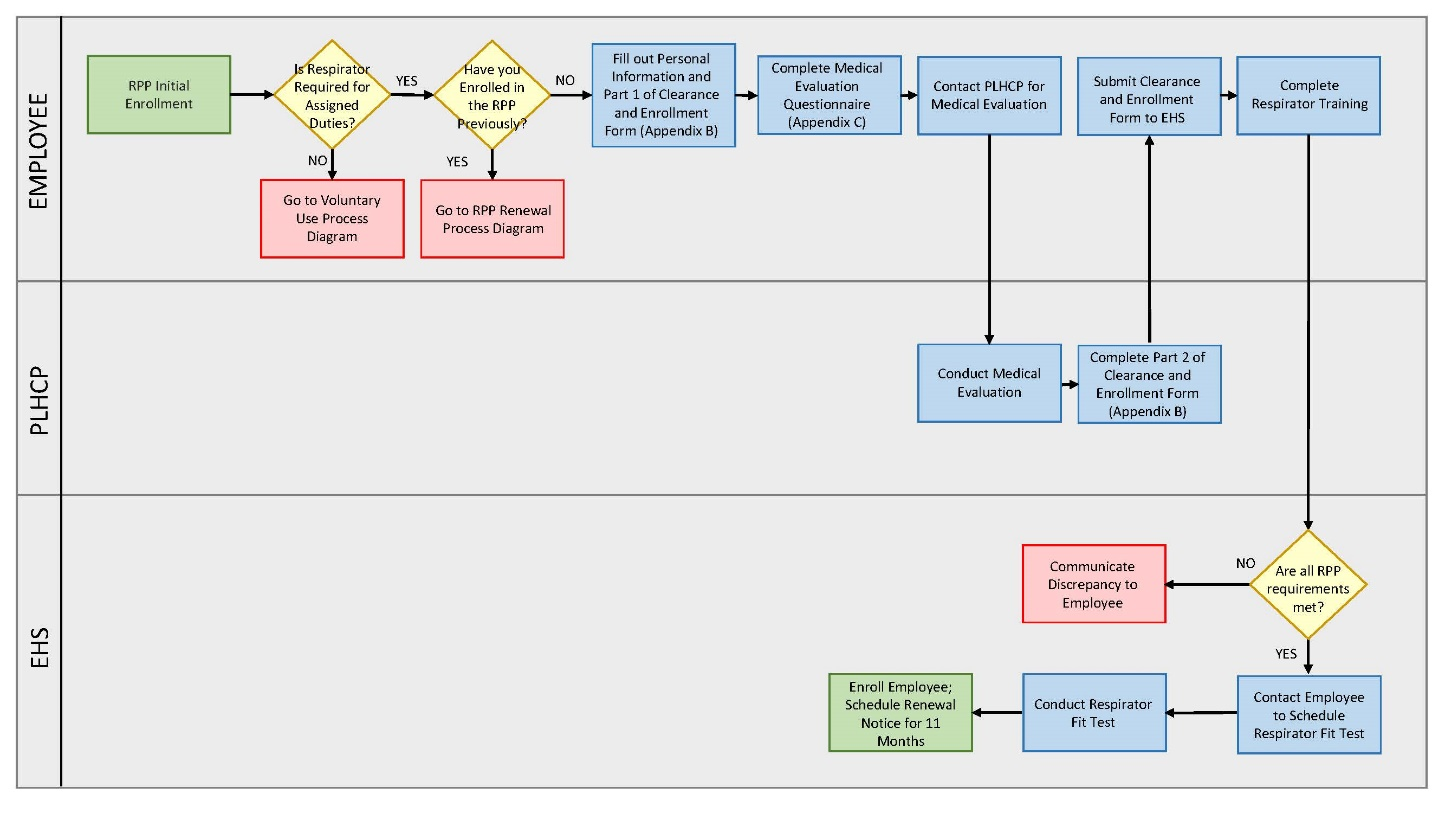 EMPLOYEE
RPP Initial
Enrollment
Is Respirator
Required for
Assigned
Duties?
YES
NO
Go to Voluntary
Use Process
Diagram
Have you
Enrolled in
the RPP
Previously?
NO
YES
Go to RPP Renewal
Process Diagram
Fill out Personal
Information and
Part 1 of Clearance
and Enrollment
Form (Appendix B)
Complete Medical
Evaluation
Questionnaire
(Appendix C)
Contact PLHCP for
Medical Evaluation
Submit Clearance
and Enrollment
Form to EHS
Complete
Respirator Training
PLHCP
Conduct Medical
Evaluation
Complete Part 2 of
Clearance and
Enrollment Form
(Appendix B)
EHS
Are all RPP
requirements
met?
NO
Communicate
Discrepancy to
Employee
YES
Contact Employee
to Schedule
Respirator Fit Test
Conduct Respirator
Fit Test
Enroll Employee;
Schedule Renewal
Notice for 11
Months